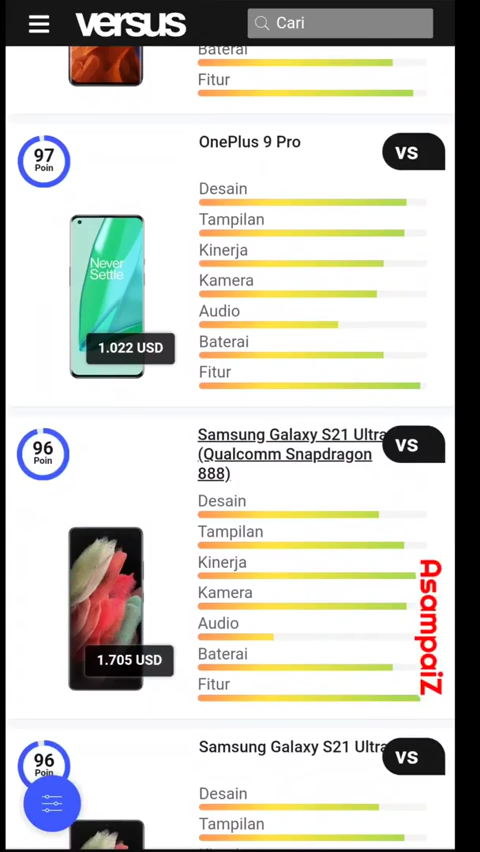 versus
Cari
Baterai
Fitur
97
Poin
OnePlus 9 Pro
VS
Desain
Tampilan
Kinerja
Kamera
Audio
Baterai
Fitur
Never
Settle
1.022 USD
96
Poin
Samsung Galaxy S21 Ultra
(Qualcomm Snapdragon
888)
VS
Desain
Tampilan
Kinerja
Kamera
Audio
Baterai
Fitur
1.705 USD
AsampaiZ
96
Poin
Samsung Galaxy S21 Ultra
VS
Desain
Tampilan